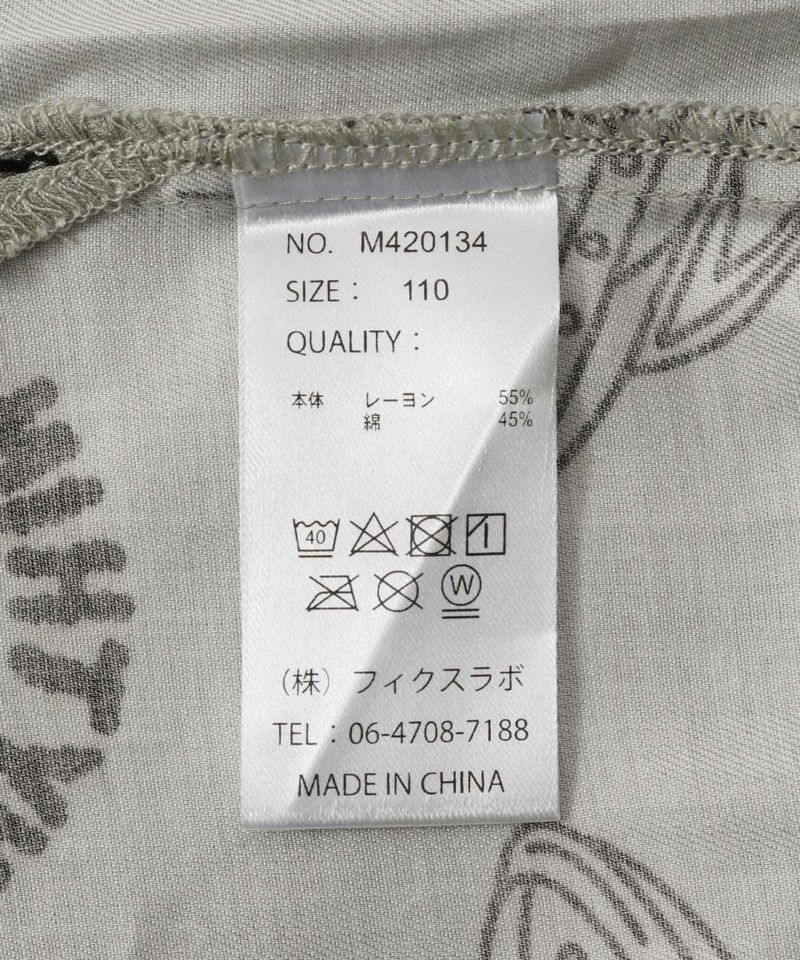 NO. M420134
SIZE： 110
QUALITY：
本体 レーヨン 55%
綿 45%
40
W
（株）フィクスラボ
TEL：06-4708-7188
MADE IN CHINA